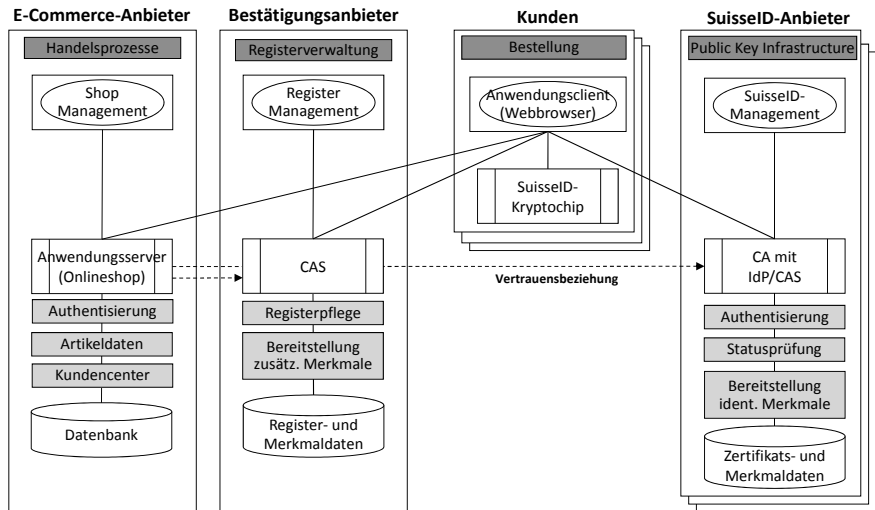 E-Commerce-Anbieter
Handelsprozesse
Shop
Management
Anwendungsserver
(Onlineshop)
Authentisierung
Artikeldaten
Kundencenter
Datenbank
Bestätigungsanbieter
Registerverwaltung
Register
Management
CAS
Registerpflege
Bereitstellung
zusätz. Merkmale
Register- und
Merkmaldaten
Kunden
Bestellung
Anwendungsclient
(Webbrowser)
SuisseID-
Kryptochip
Vertrauensbeziehung
SuisseID-Anbieter
Public Key Infrastructure
SuisseID-
Management
CA mit
IdP/CAS
Authentisierung
Statusprüfung
Bereitstellung
ident. Merkmale
Zertifikats- und
Merkmaldaten